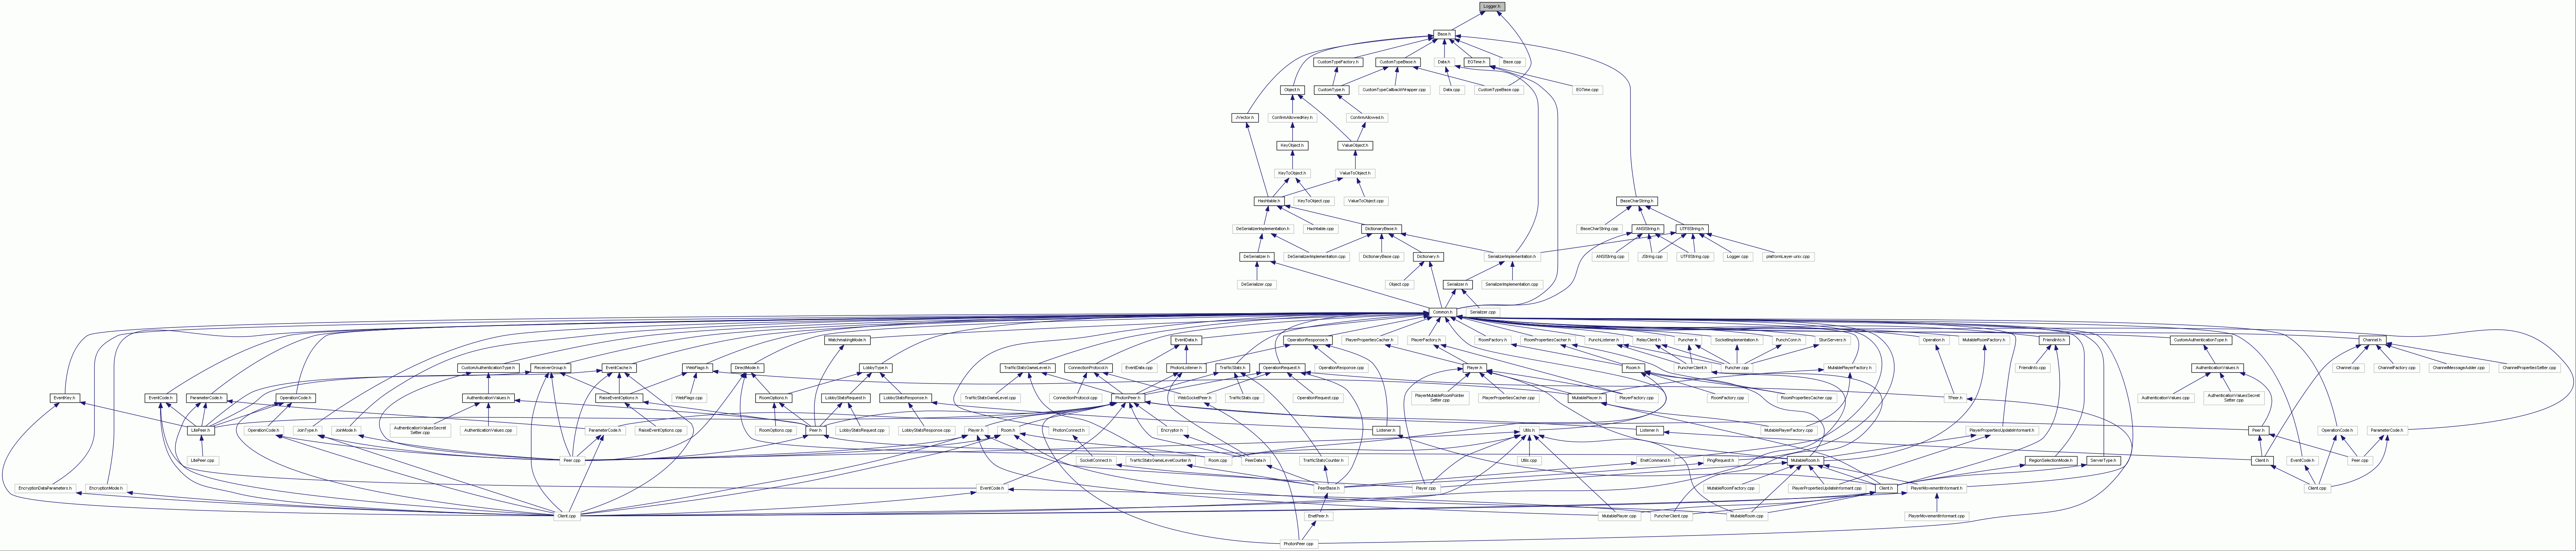 Logger.h
Base.h
CustomTypeFactory.h
CustomTypeBase.h
Data.h
EGTime.h
Base.cpp
Object.h
CustomType.h
CustomTypeCallbackWrapper.cpp
Data.cpp
CustomTypeBase.cpp
EGTime.cpp
JVector.h
ConfirmAllowedKey.h
ConfirmAllowed.h
KeyObject.h
ValueObject.h
KeyToObject.h
ValueToObject.h
Hashtable.h
KeyToObject.cpp
ValueToObject.cpp
BaseCharString.h
DeSerializerImplementation.h
Hashtable.cpp
DictionaryBase.h
BaseCharString.cpp
ANSIString.h
UTF8String.h
DeSerializer.h
DeSerializerImplementation.cpp
DictionaryBase.cpp
Dictionary.h
SerializerImplementation.h
ANSIString.cpp
JString.cpp
UTF8String.cpp
Logger.cpp
platformLayer-unix.cpp
DeSerializer.cpp
Object.cpp
Serializer.h
SerializerImplementation.cpp
Common.h
Serializer.cpp
MatchmakingMode.h
EventData.h
OperationResponse.h
PlayerPropertiesCacher.h
PlayerFactory.h
RoomFactory.h
RoomPropertiesCacher.h
PunchListener.h
RelayClient.h
Puncher.h
SocketImplementation.h
PunchConn.h
StunServers.h
Operation.h
MutableRoomFactory.h
FriendInfo.h
CustomAuthenticationType.h
Channel.h
CustomAuthenticationType.h
ReceiverGroup.h
EventCache.h
WebFlags.h
DirectMode.h
LobbyType.h
TrafficStatsGameLevel.h
ConnectionProtocol.h
EventData.cpp
PhotonListener.h
TrafficStats.h
OperationRequest.h
OperationResponse.cpp
Player.h
Room.h
PuncherClient.h
Puncher.cpp
MutablePlayerFactory.h
FriendInfo.cpp
AuthenticationValues.h
Channel.cpp
ChannelFactory.cpp
ChannelMessageAdder.cpp
ChannelPropertiesSetter.cpp
EventKey.h
EventCode.h
ParameterCode.h
OperationCode.h
AuthenticationValues.h
RaiseEventOptions.h
WebFlags.cpp
RoomOptions.h
LobbyStatsRequest.h
LobbyStatsResponse.h
TrafficStatsGameLevel.cpp
ConnectionProtocol.cpp
PhotonPeer.h
WebSocketPeer.h
TrafficStats.cpp
OperationRequest.cpp
PlayerMutableRoomPointer
Setter.cpp
PlayerPropertiesCacher.cpp
MutablePlayer.h
PlayerFactory.cpp
RoomFactory.cpp
RoomPropertiesCacher.cpp
TPeer.h
AuthenticationValues.cpp
AuthenticationValuesSecret
Setter.cpp
LitePeer.h
OperationCode.h
JoinType.h
JoinMode.h
AuthenticationValuesSecret
Setter.cpp
AuthenticationValues.cpp
ParameterCode.h
RaiseEventOptions.cpp
RoomOptions.cpp
Peer.h
LobbyStatsRequest.cpp
LobbyStatsResponse.cpp
Player.h
Room.h
PhotonConnect.h
Encryptor.h
Listener.h
Utils.h
Listener.h
MutablePlayerFactory.cpp
PlayerPropertiesUpdateInformant.h
Peer.h
OperationCode.h
ParameterCode.h
LitePeer.cpp
Peer.cpp
SocketConnect.h
TrafficStatsGameLevelCounter.h
Room.cpp
PeerData.h
TrafficStatsCounter.h
Utils.cpp
EnetCommand.h
PingRequest.h
MutableRoom.h
RegionSelectionMode.h
ServerType.h
Client.h
EventCode.h
Peer.cpp
EncryptionDataParameters.h
EncryptionMode.h
EventCode.h
PeerBase.h
Player.cpp
MutableRoomFactory.cpp
PlayerPropertiesUpdateInformant.cpp
Client.h
PlayerMovementInformant.h
Client.cpp
Client.cpp
EnetPeer.h
MutablePlayer.cpp
PuncherClient.cpp
MutableRoom.cpp
PlayerMovementInformant.cpp
PhotonPeer.cpp